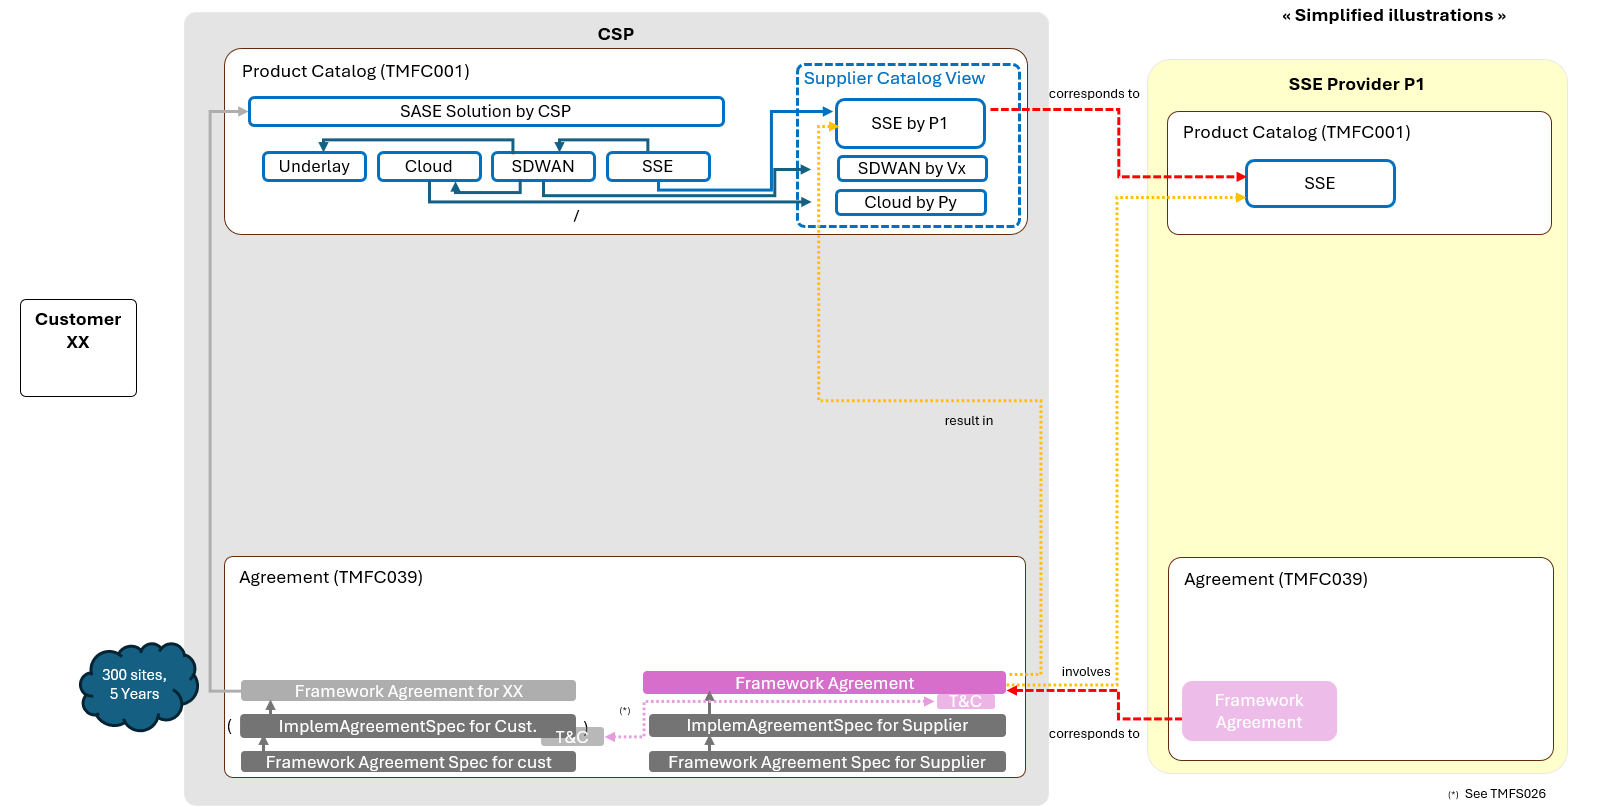 « Simplified illustrations »
CSP
Product Catalog (TMFC001)
SASE Solution by CSP
Underlay
Cloud
SDWAN
SSE
/
Supplier Catalog View
SSE by P1
SDWAN by Vx
Cloud by Py
corresponds to
SSE Provider P1
Product Catalog (TMFC001)
SSE
Customer
XX
result in
300 sites,
5 Years
Agreement (TMFC039)
Framework Agreement for XX
( ImplemAgreementSpec for Cust. )
T&C
Framework Agreement Spec for cust
(*)
Framework Agreement
T&C
ImplemAgreementSpec for Supplier
Framework Agreement Spec for Supplier
involves
corresponds to
Agreement (TMFC039)
Framework
Agreement
(*) See TMFS026